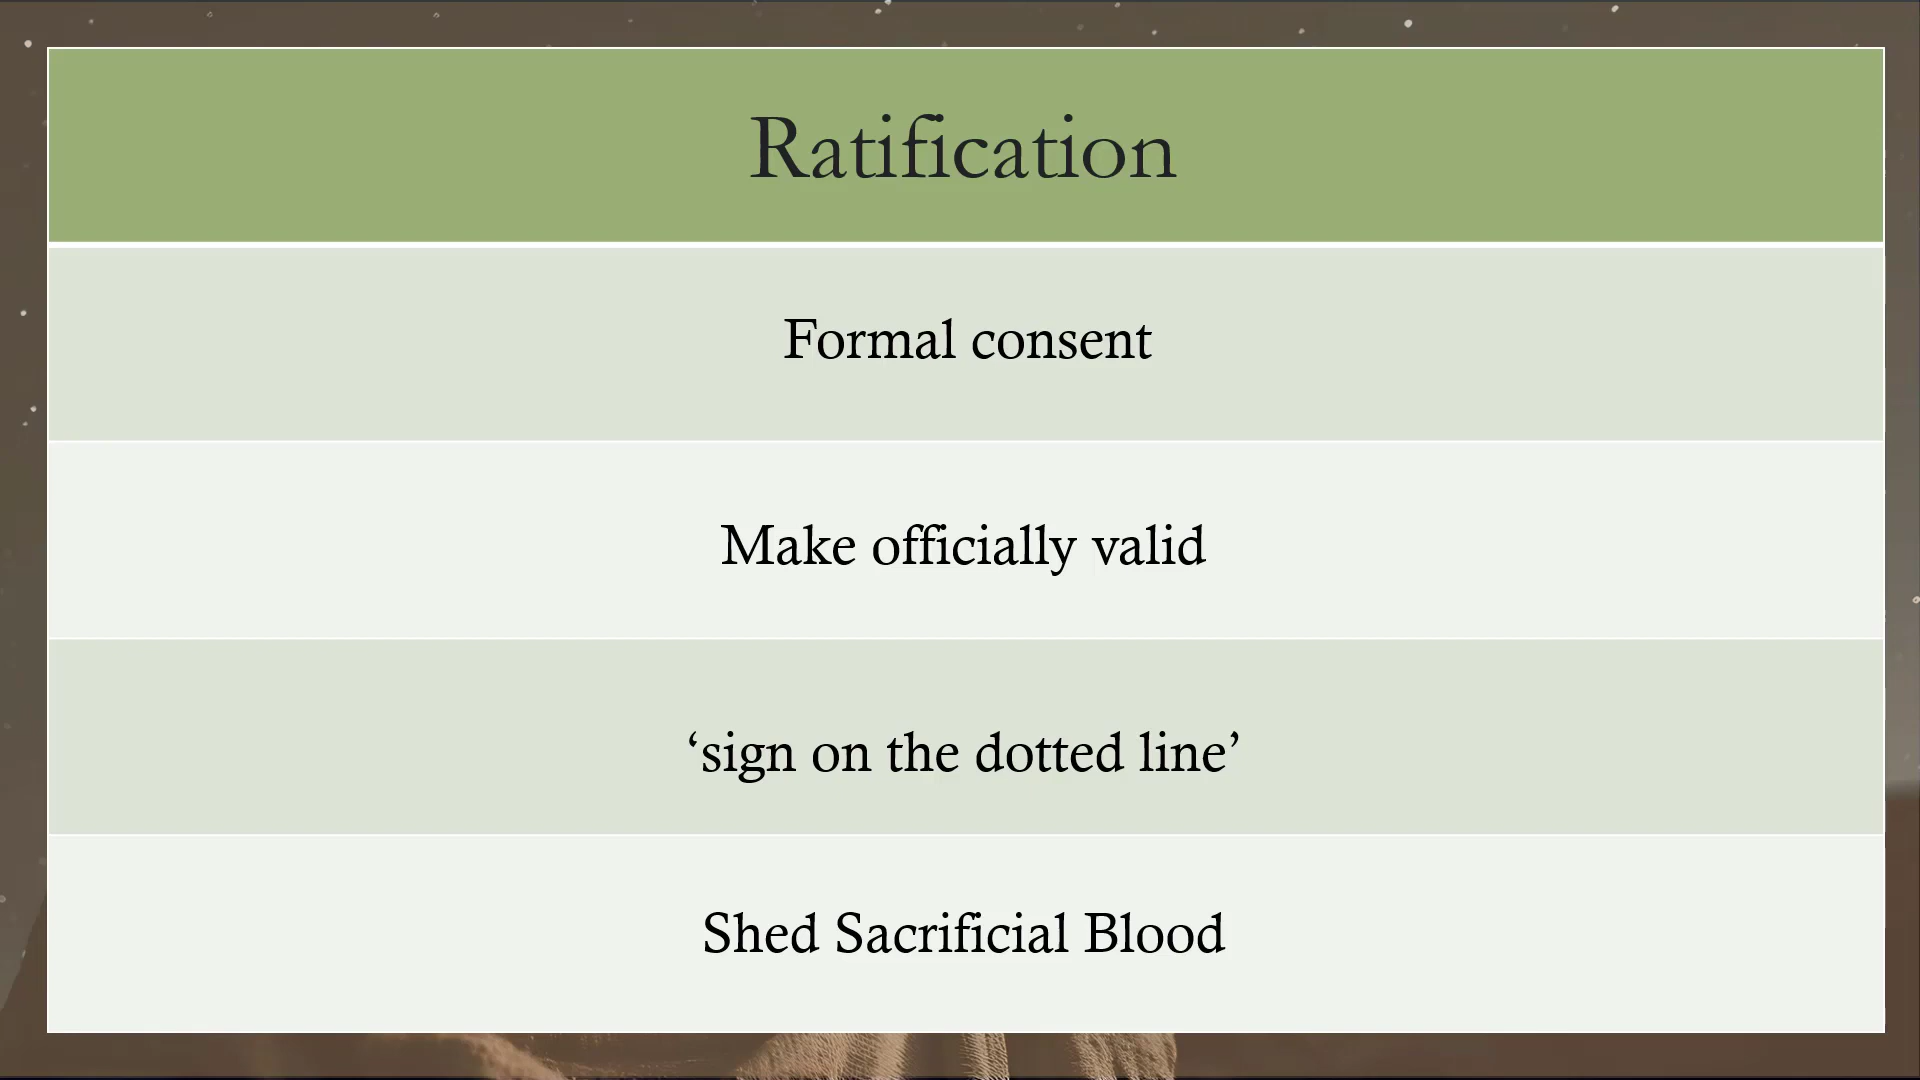 Ratification
Formal consent
Make officially valid
‘sign on the dotted line’
Shed Sacrificial Blood